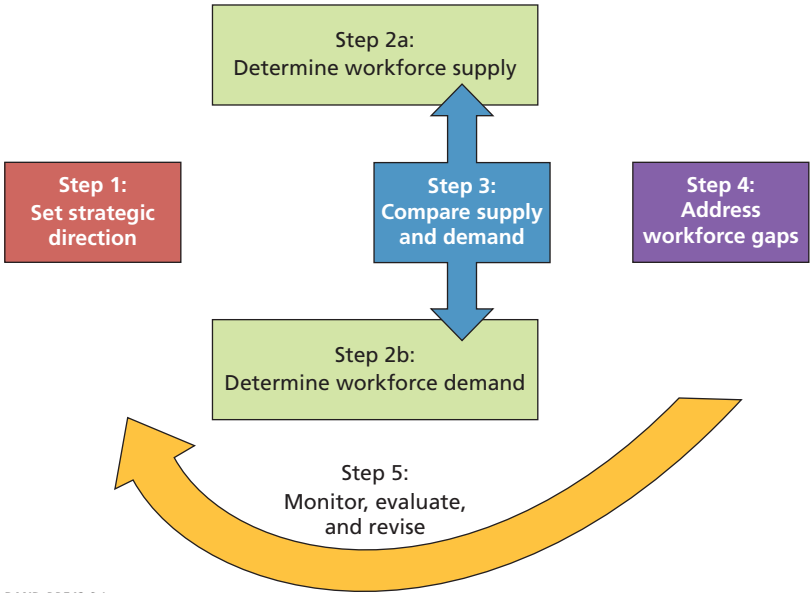 Step 2a:
Determine workforce supply
Step 1:
Set strategic
direction
Step 3:
Compare supply
and demand
Step 4:
Address
workforce gaps
Step 2b:
Determine workforce demand
Step 5:
Monitor, evaluate,
and revise